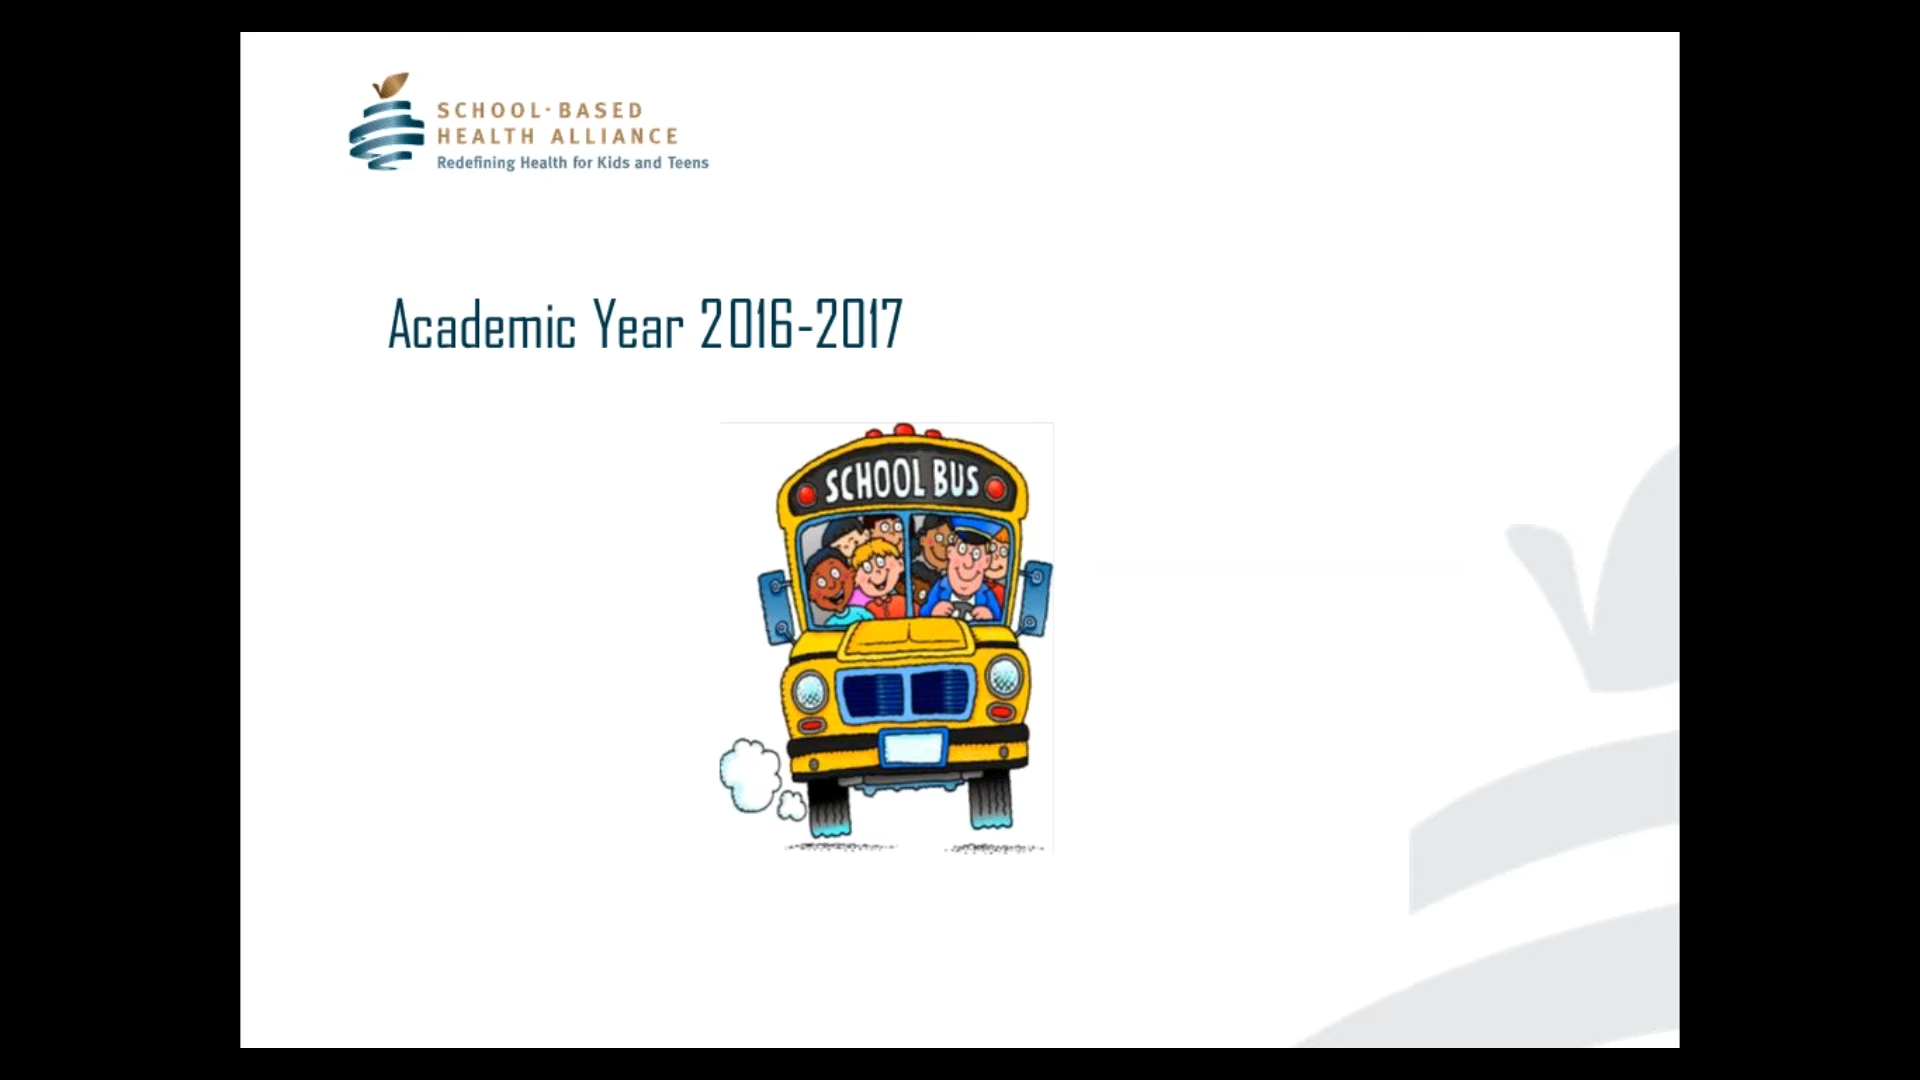 SCHOOL-BASED
HEALTH ALLIANCE
Redefining Health for Kids and Teens
Academic Year 2016-2017
SCHOOL BUS